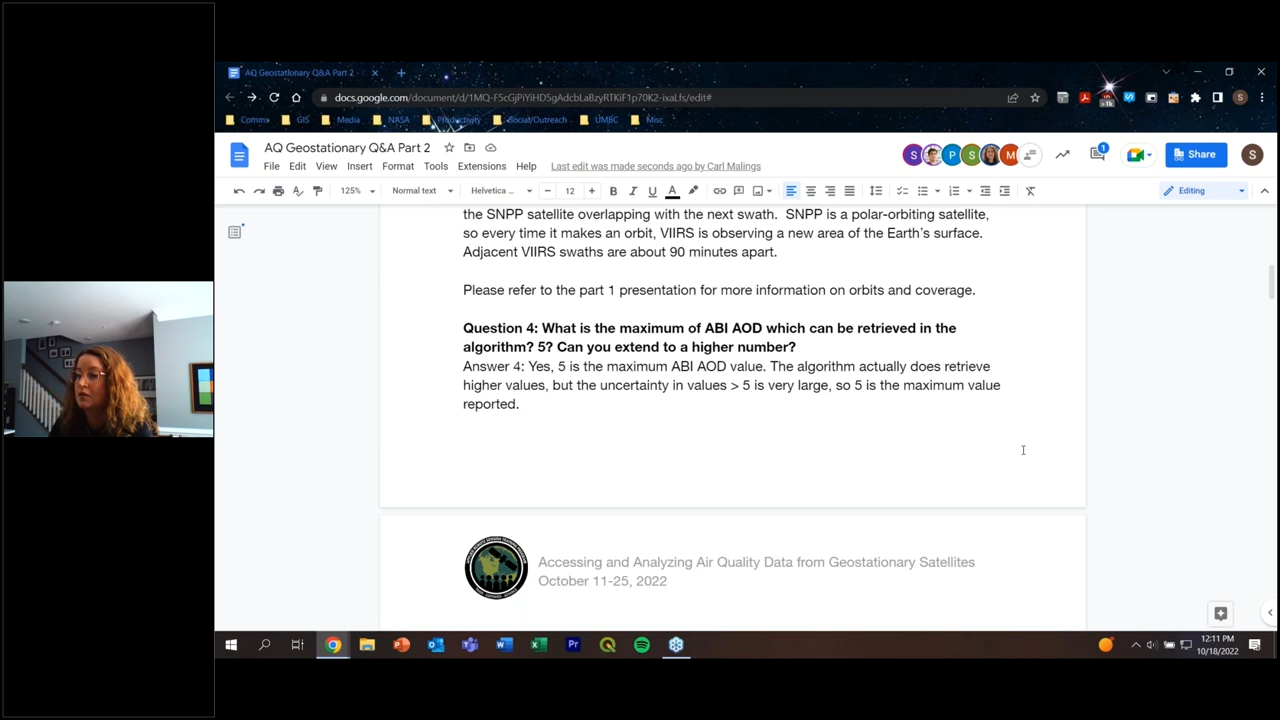 AQ Geostationary Q&A Part 2 -
docs.google.com/document/d/1MQ-F5cGjPiYiHD5gAdcbLaBzyRTKiF1p70K2-ixaLfs/edit#
Comms GIS Media NASA Productivity Social/Outreach UMBC Misc
AQ Geostationary Q&A Part 2
File Edit View Insert Format Tools Extensions Help Last edit was made seconds ago by Carl Malings
S P S M 1 Share S
125% Normal text Helvetica ... 12 Editing
the SNPP satellite overlapping with the next swath. SNPP is a polar-orbiting satellite,
so every time it makes an orbit, VIIRS is observing a new area of the Earth's surface.
Adjacent VIIRS swaths are about 90 minutes apart.
Please refer to the part 1 presentation for more information on orbits and coverage.
Question 4: What is the maximum of ABI AOD which can be retrieved in the
algorithm? 5? Can you extend to a higher number?
Answer 4: Yes, 5 is the maximum ABI AOD value. The algorithm actually does retrieve
higher values, but the uncertainty in values > 5 is very large, so 5 is the maximum value
reported.
Accessing and Analyzing Air Quality Data from Geostationary Satellites
October 11-25, 2022
12:11 PM
10/18/2022